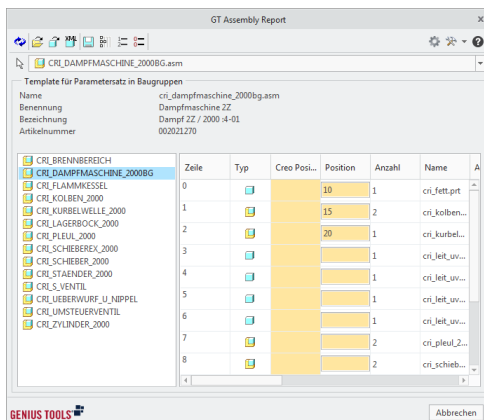 GT Assembly Report
XML
CRI_DAMPFMASCHINE_2000BG.asm
Template für Parametersatz in Baugruppen
Name cri_dampfmaschine_2000bg.asm
Benennung Dampfmaschine 2Z
Bezeichnung Dampf 2Z / 2000 :4-01
Artikelnummer 002021270
CRI_BRENNBEREICH
CRI_DAMPFMASCHINE_2000BG
CRI_FLAMMKESSEL
CRI_KOLBEN_2000
CRI_KURBELWELLE_2000
CRI_LAGERBOCK_2000
CRI_PLEUL_2000
CRI_SCHIEBEREX_2000
CRI_SCHIEBER_2000
CRI_STAENDER_2000
CRI_S_VENTIL
CRI_UEBERWURF_U_NIPPEL
CRI_UMSTEUERVENTIL
CRI_ZYLINDER_2000
Zeile Typ Creo Posi... Position Anzahl Name A
0 10 1 cri_fett.prt
1 15 2 cri_kolben...
2 20 1 cri_kurbel...
3 1 cri_leit_uv...
4 1 cri_leit_uv...
5 1 cri_leit_uv...
6 1 cri_leit_uv...
7 2 cri_pleul_2...
8 2 cri_schieb...
GENIUS TOOLS
Abbrechen